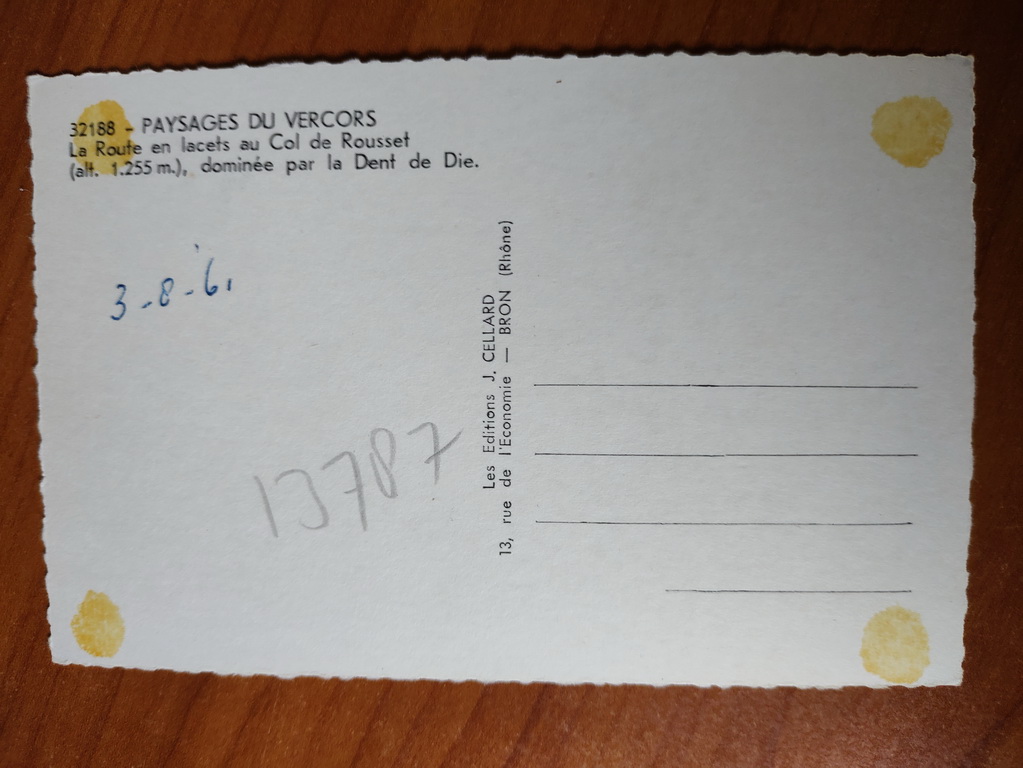 32188 - PAYSAGES DU VERCORS
La Route en lacets au Col de Rousset
(alt. 1.255 m.), dominée par la Dent de Die.
3-8-61
13787
Les Editions J. CELLARD
13, rue de l'Economie — BRON (Rhône)